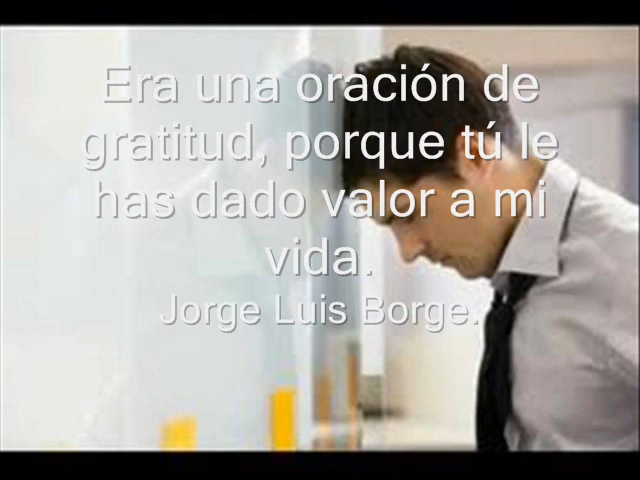 Era una oración de
gratitud, porque tú le
has dado valor a mi
vida.
Jorge Luis Borge.